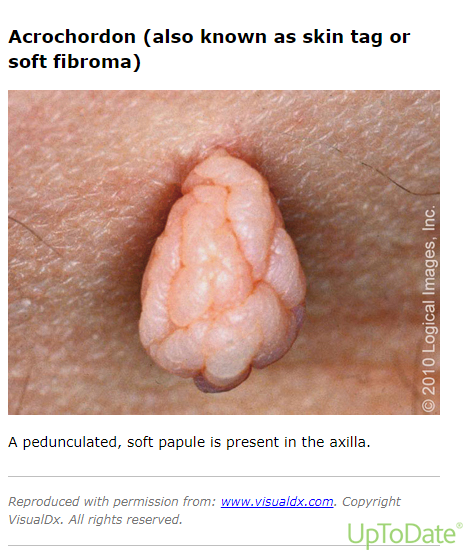 Acrochordon (also known as skin tag or
soft fibroma)
© 2010 Logical Images, Inc.
A pedunculated, soft papule is present in the axilla.
Reproduced with permission from: www.visualdx.com. Copyright
VisualDx. All rights reserved.
UpToDate®